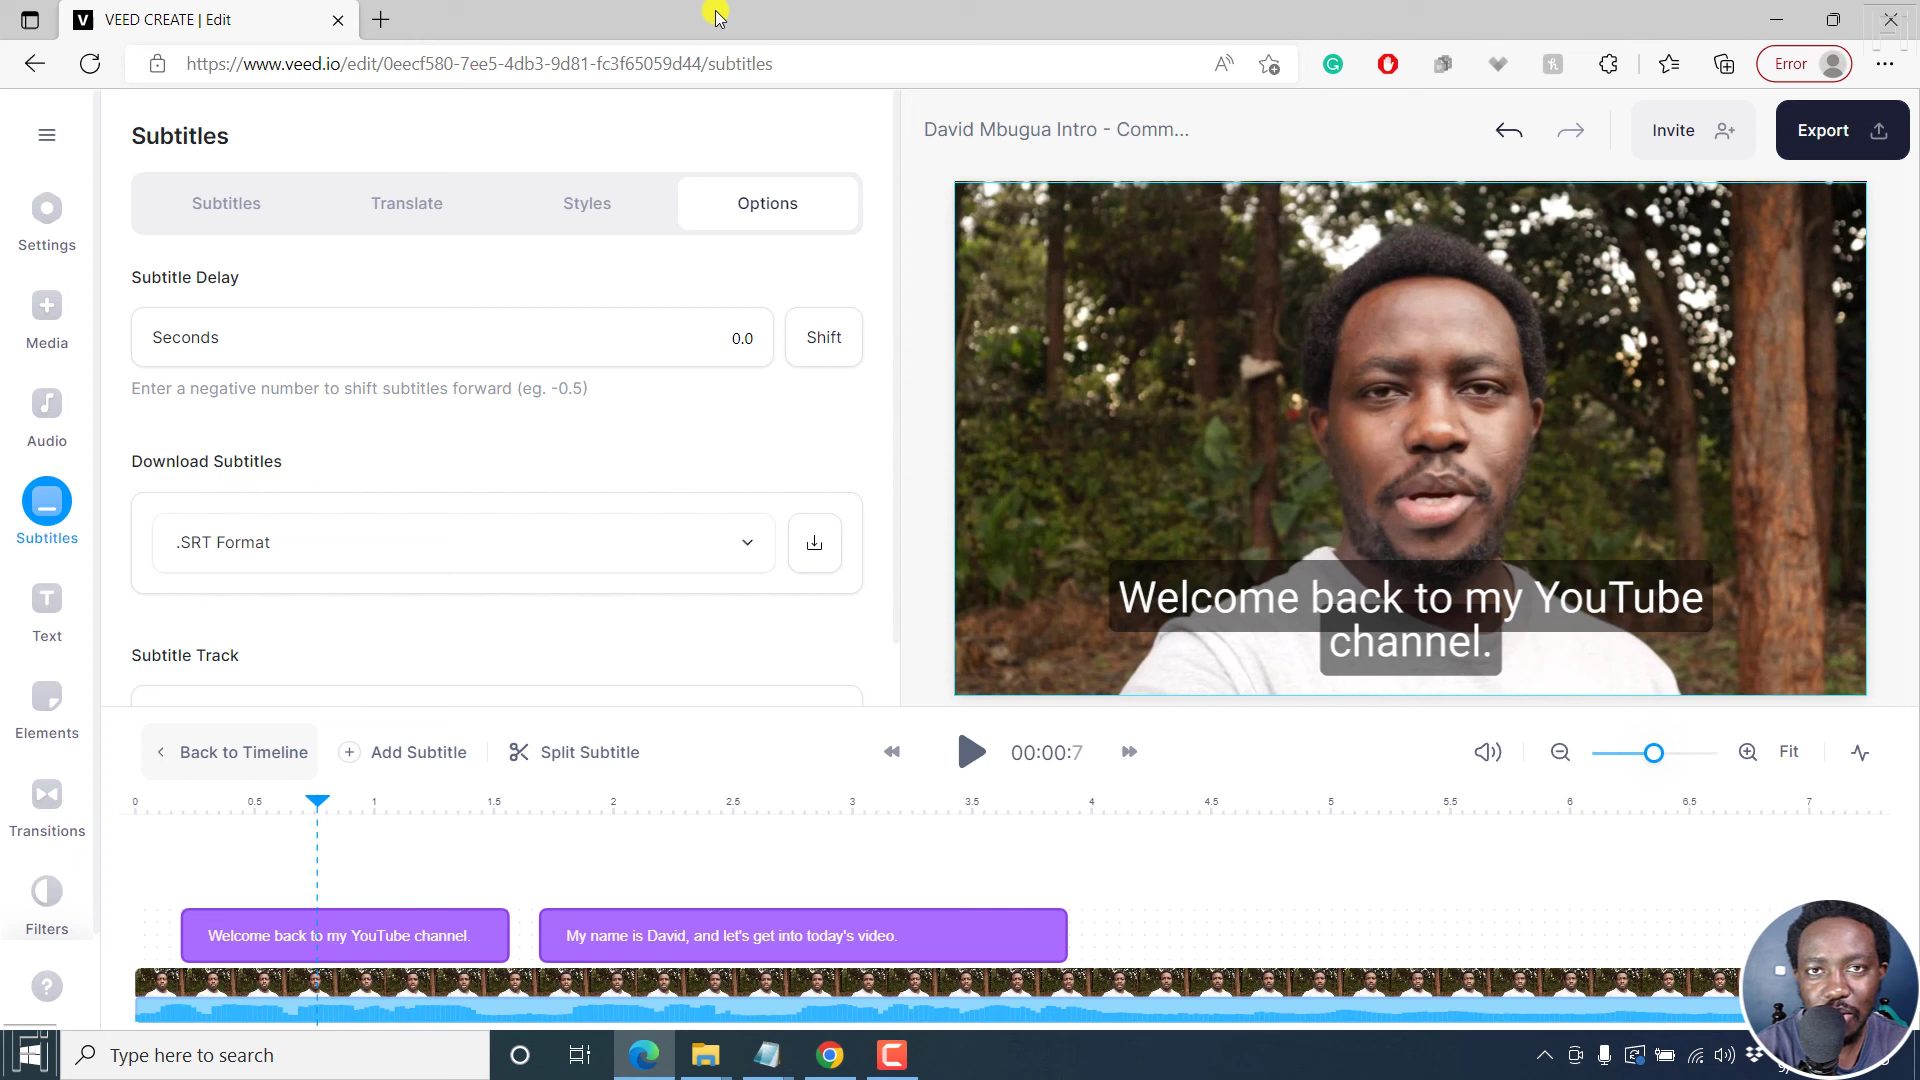 VEED CREATE | Edit
https://www.veed.io/edit/0eecf580-7ee5-4db3-9d81-fc3f65059d44/subtitles
Error
Subtitles
David Mbugua Intro - Comm...
Invite
Export
Subtitles
Translate
Styles
Options
Settings
Subtitle Delay
Seconds
0.0
Shift
Media
Enter a negative number to shift subtitles forward (eg. -0.5)
Audio
Download Subtitles
Subtitles
.SRT Format
Welcome back to my YouTube
channel.
Text
Subtitle Track
Elements
Back to Timeline
Add Subtitle
Split Subtitle
00:00:7
Fit
0
0.5
1
1.5
2
2.5
3
3.5
4
4.5
5
5.5
6
6.5
7
Transitions
Filters
Welcome back to my YouTube channel.
My name is David, and let's get into today's video.
Type here to search